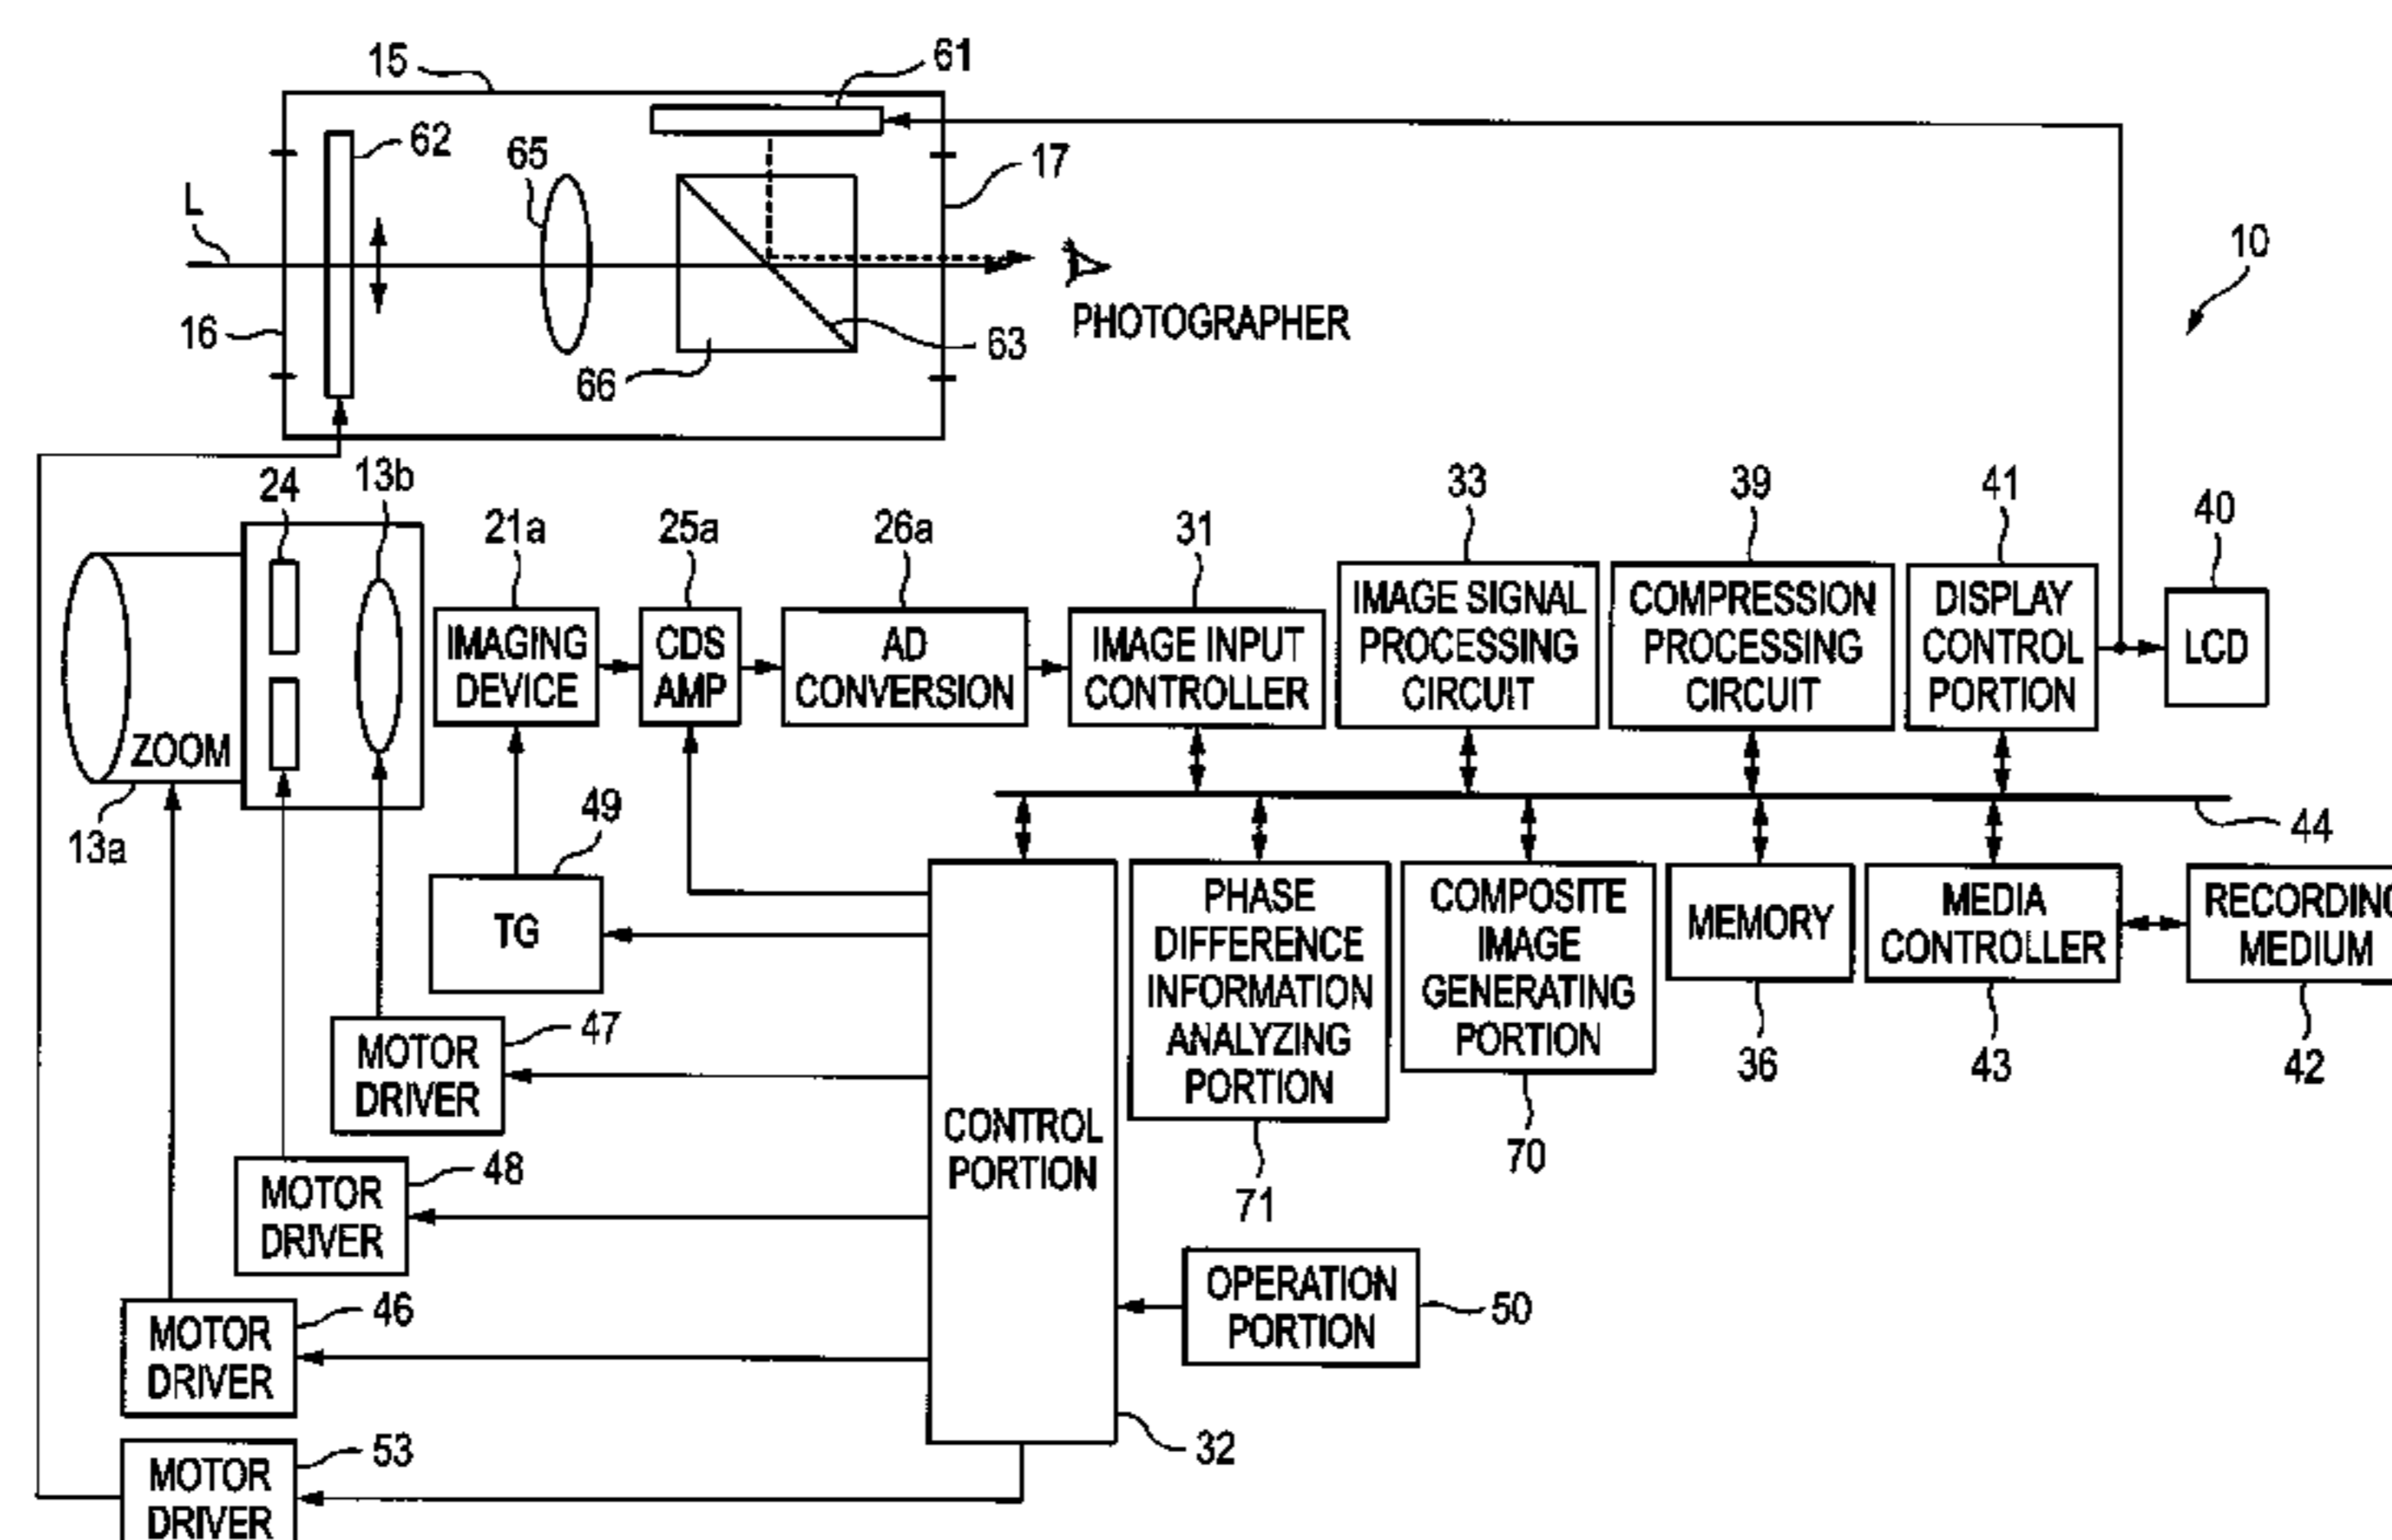 15
61
62
65
17
L
10
16
PHOTOGRAPHER
63
66
24
13b
21a
25a
26a
31
33
39
41
40
IMAGING
DEVICE
CDS
AMP
AD
CONVERSION
IMAGE INPUT
CONTROLLER
IMAGE SIGNAL
PROCESSING
CIRCUIT
COMPRESSION
PROCESSING
CIRCUIT
DISPLAY
CONTROL
PORTION
LCD
ZOOM
13a
49
44
TG
PHASE
DIFFERENCE
INFORMATION
ANALYZING
PORTION
COMPOSITE
IMAGE
GENERATING
PORTION
MEMORY
MEDIA
CONTROLLER
RECORDING
MEDIUM
47
MOTOR
DRIVER
36
43
42
CONTROL
PORTION
70
71
48
MOTOR
DRIVER
OPERATION
PORTION
50
46
MOTOR
DRIVER
32
53
MOTOR
DRIVER